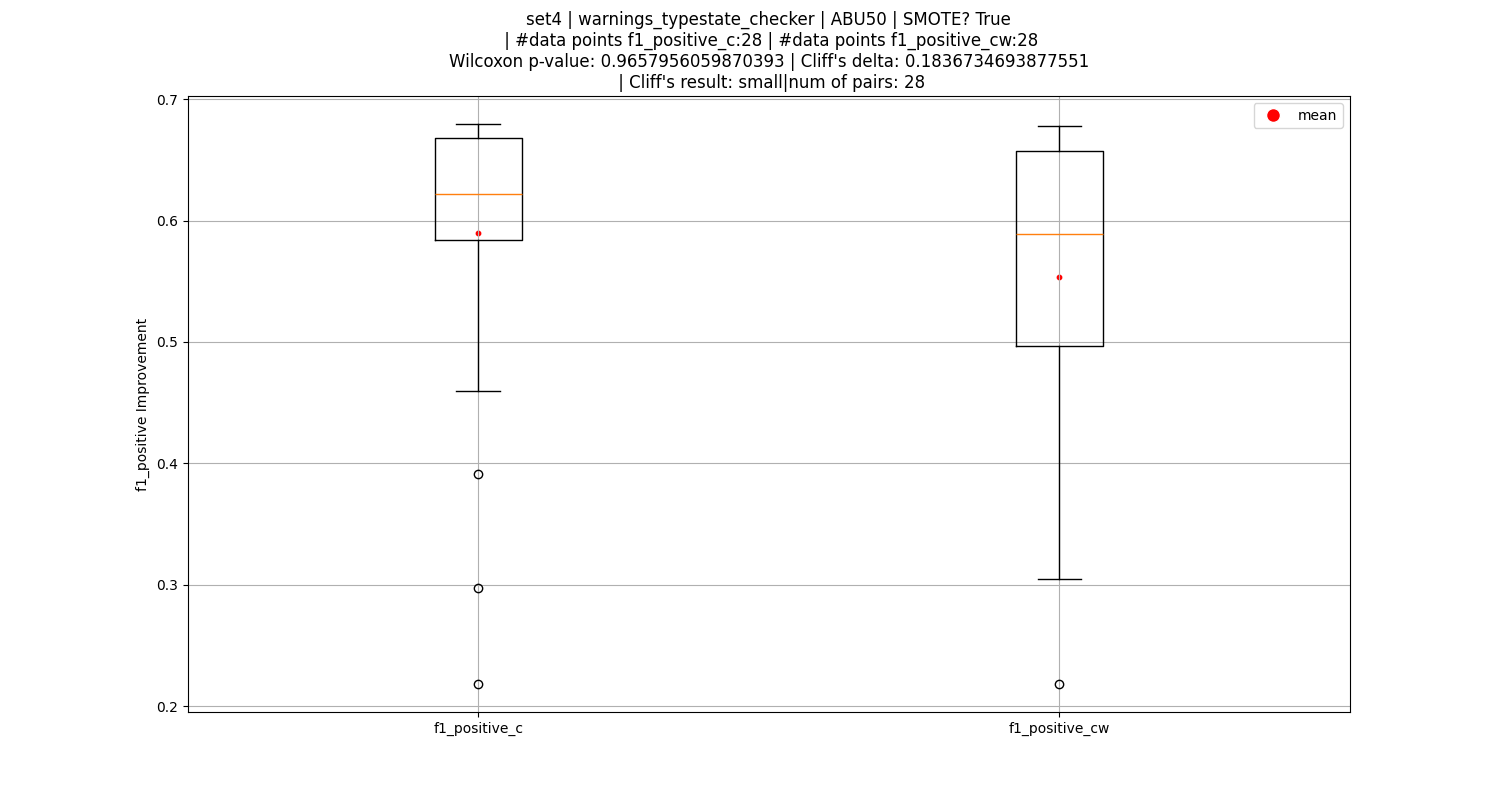 set4 | warnings_typestate_checker | ABU50 | SMOTE? True
| #data points f1_positive_c:28 | #data points f1_positive_cw:28
Wilcoxon p-value: 0.9657956059870393 | Cliff's delta: 0.1836734693877551
| Cliff's result: small|num of pairs: 28
mean
0.7
0.6
0.5
0.4
0.3
0.2
f1_positive Improvement
f1_positive_c
f1_positive_cw